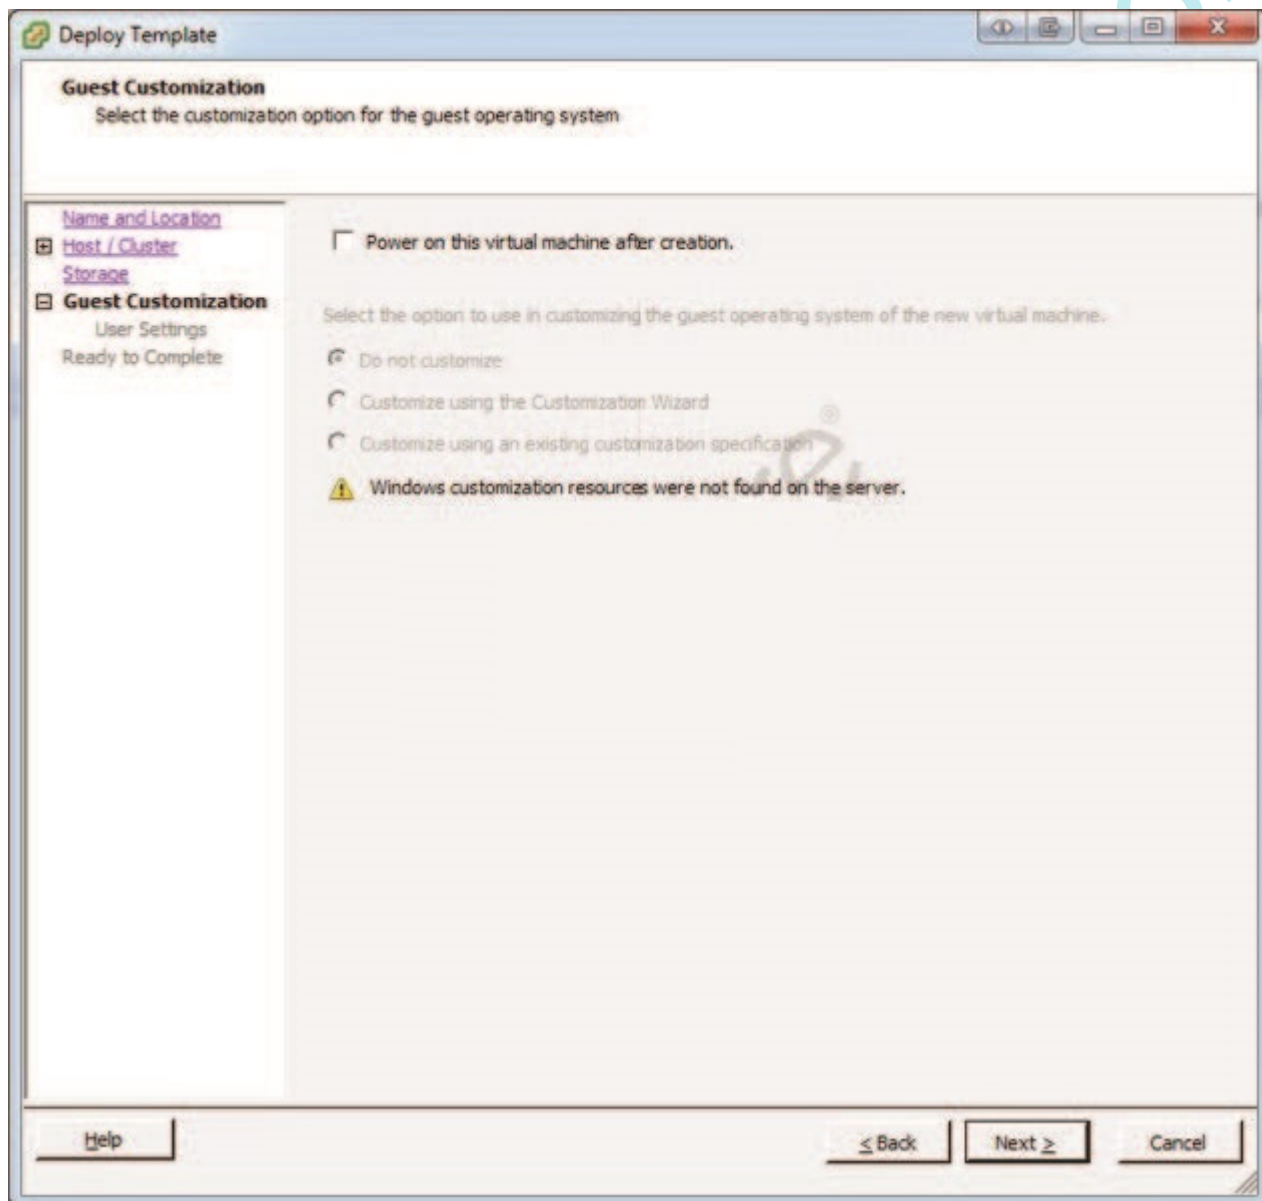 Deploy Template
Guest Customization
Select the customization option for the guest operating system
Name and Location
Host / Cluster
Storage
Guest Customization
User Settings
Ready to Complete
Power on this virtual machine after creation.
Select the option to use in customizing the guest operating system of the new virtual machine.
Do not customize
Customize using the Customization Wizard
Customize using an existing customization specification
Windows customization resources were not found on the server.
Help
≤ Back
Next ≥
Cancel